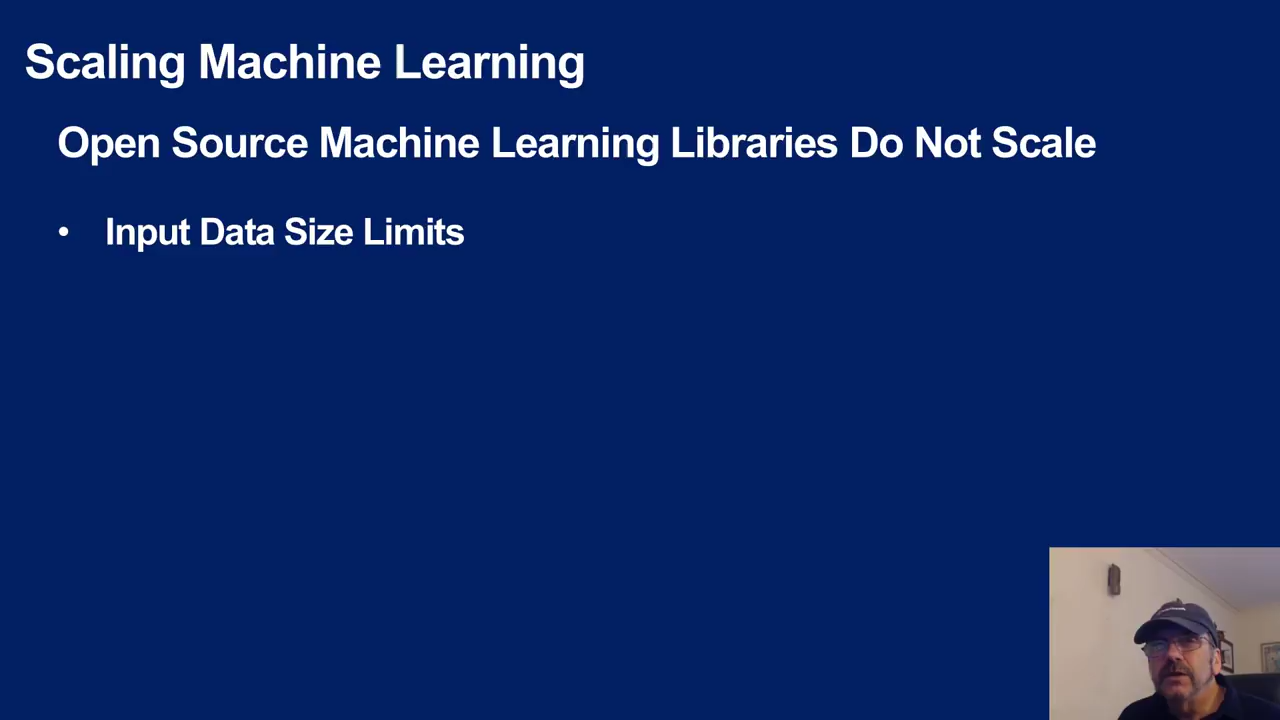 Scaling Machine Learning
Open Source Machine Learning Libraries Do Not Scale
• Input Data Size Limits